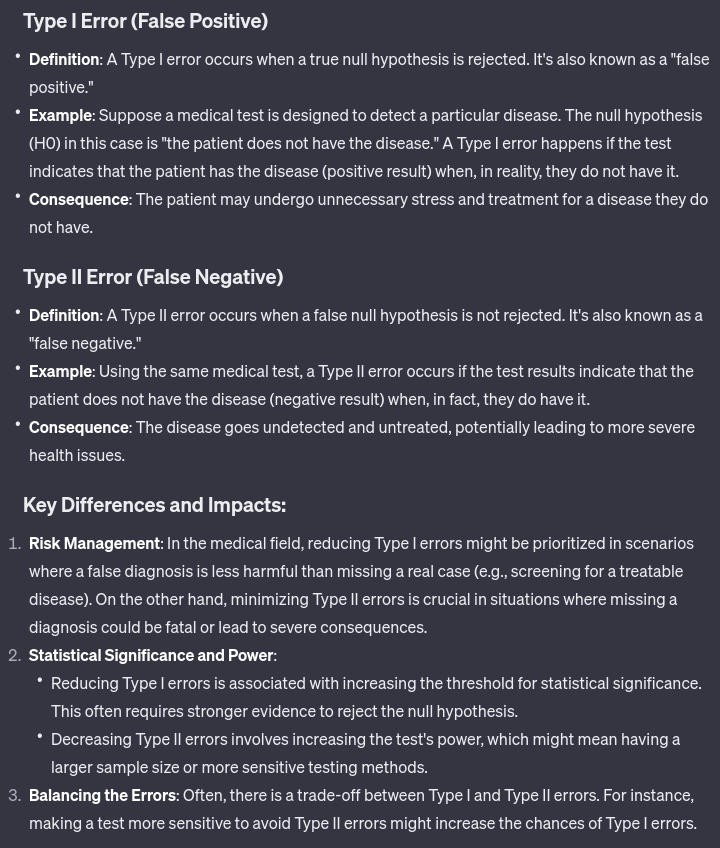 Type I Error (False Positive)
• Definition: A Type I error occurs when a true null hypothesis is rejected. It's also known as a "false
positive."
• Example: Suppose a medical test is designed to detect a particular disease. The null hypothesis
(H0) in this case is "the patient does not have the disease." A Type I error happens if the test
indicates that the patient has the disease (positive result) when, in reality, they do not have it.
• Consequence: The patient may undergo unnecessary stress and treatment for a disease they do
not have.
Type II Error (False Negative)
• Definition: A Type II error occurs when a false null hypothesis is not rejected. It's also known as a
"false negative."
• Example: Using the same medical test, a Type II error occurs if the test results indicate that the
patient does not have the disease (negative result) when, in fact, they do have it.
• Consequence: The disease goes undetected and untreated, potentially leading to more severe
health issues.
Key Differences and Impacts:
1. Risk Management: In the medical field, reducing Type I errors might be prioritized in scenarios
where a false diagnosis is less harmful than missing a real case (e.g., screening for a treatable
disease). On the other hand, minimizing Type II errors is crucial in situations where missing a
diagnosis could be fatal or lead to severe consequences.
2. Statistical Significance and Power:
• Reducing Type I errors is associated with increasing the threshold for statistical significance.
This often requires stronger evidence to reject the null hypothesis.
• Decreasing Type II errors involves increasing the test's power, which might mean having a
larger sample size or more sensitive testing methods.
3. Balancing the Errors: Often, there is a trade-off between Type I and Type II errors. For instance,
making a test more sensitive to avoid Type II errors might increase the chances of Type I errors.